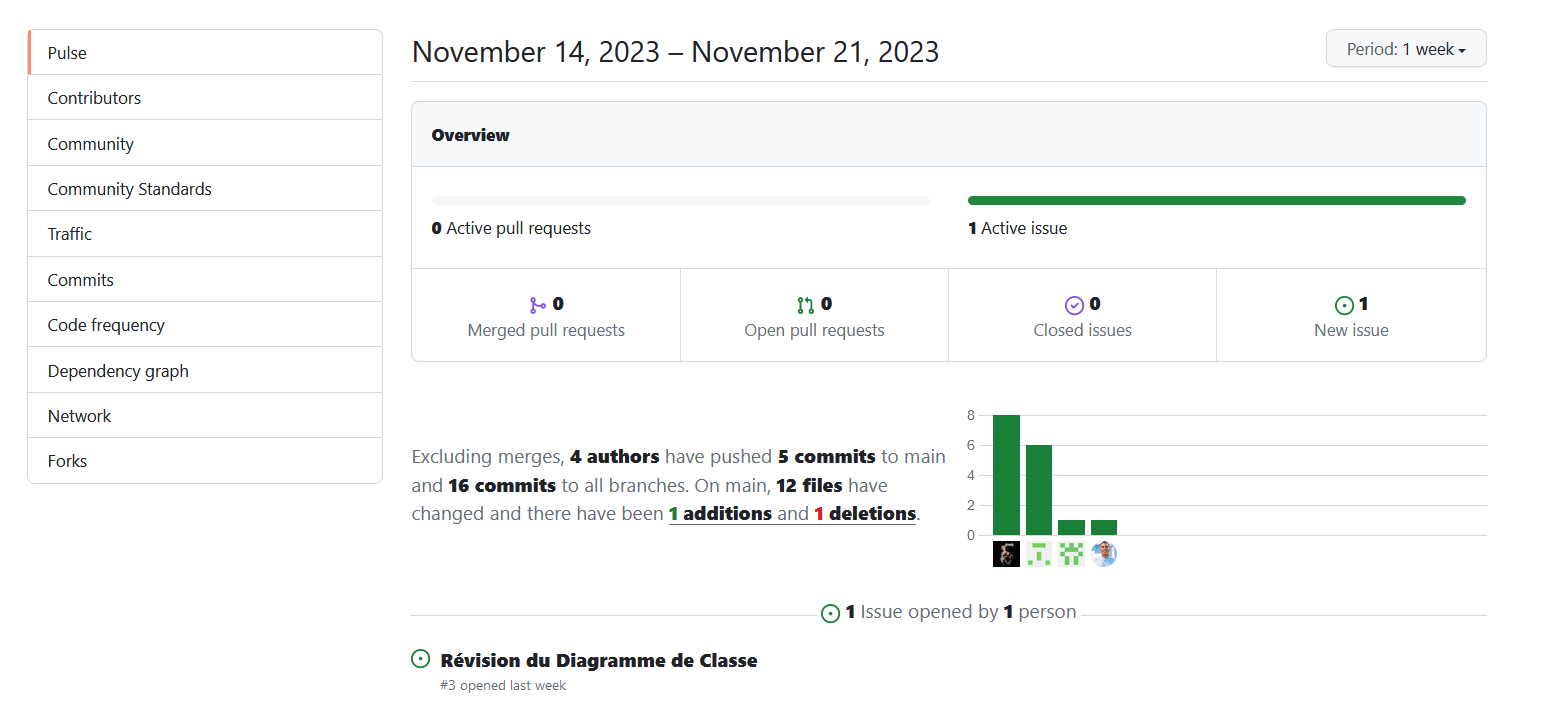 Pulse
Contributors
Community
Community Standards
Traffic
Commits
Code frequency
Dependency graph
Network
Forks
November 14, 2023 – November 21, 2023
Period: 1 week
Overview
0 Active pull requests
1 Active issue
0
Merged pull requests
0
Open pull requests
0
Closed issues
1
New issue
Excluding merges, 4 authors have pushed 5 commits to main
and 16 commits to all branches. On main, 12 files have
changed and there have been 1 additions and 1 deletions.
8
6
4
2
0
1 Issue opened by 1 person
Révision du Diagramme de Classe
#3 opened last week